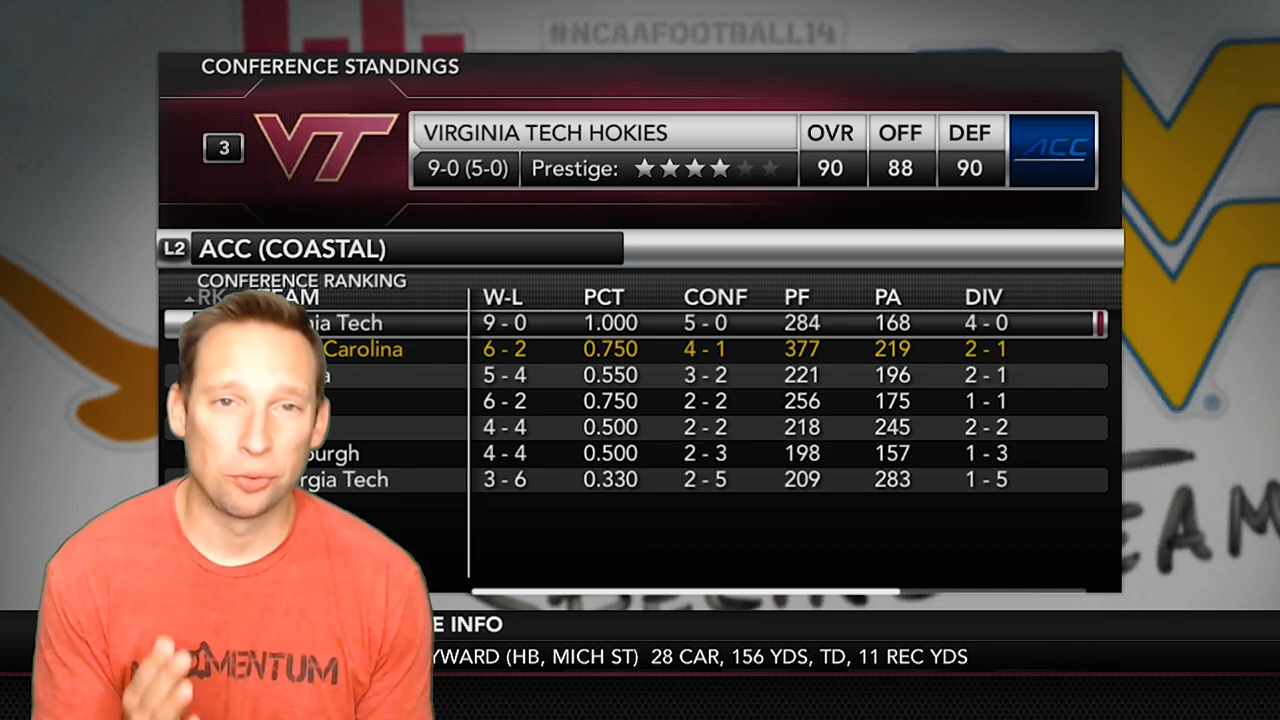 #NCAAFOOTBALL14
CONFERENCE STANDINGS
3 VT VIRGINIA TECH HOKIES OVR OFF DEF ACC
9-0 (5-0) Prestige: 90 88 90
L2 ACC (COASTAL)
CONFERENCE RANKING
W-L PCT CONF PF PA DIV
Tech 9 - 0 1.000 5 - 0 284 168 4 - 0
Carolina 6 - 2 0.750 4 - 1 377 219 2 - 1
5 - 4 0.550 3 - 2 221 196 2 - 1
6 - 2 0.750 2 - 2 256 175 1 - 1
4 - 4 0.500 2 - 2 218 245 2 - 2
4 - 4 0.500 2 - 3 198 157 1 - 3
Tech 3 - 6 0.330 2 - 5 209 283 1 - 5
INFO
(HB, MICH ST) 28 CAR, 156 YDS, TD, 11 REC YDS